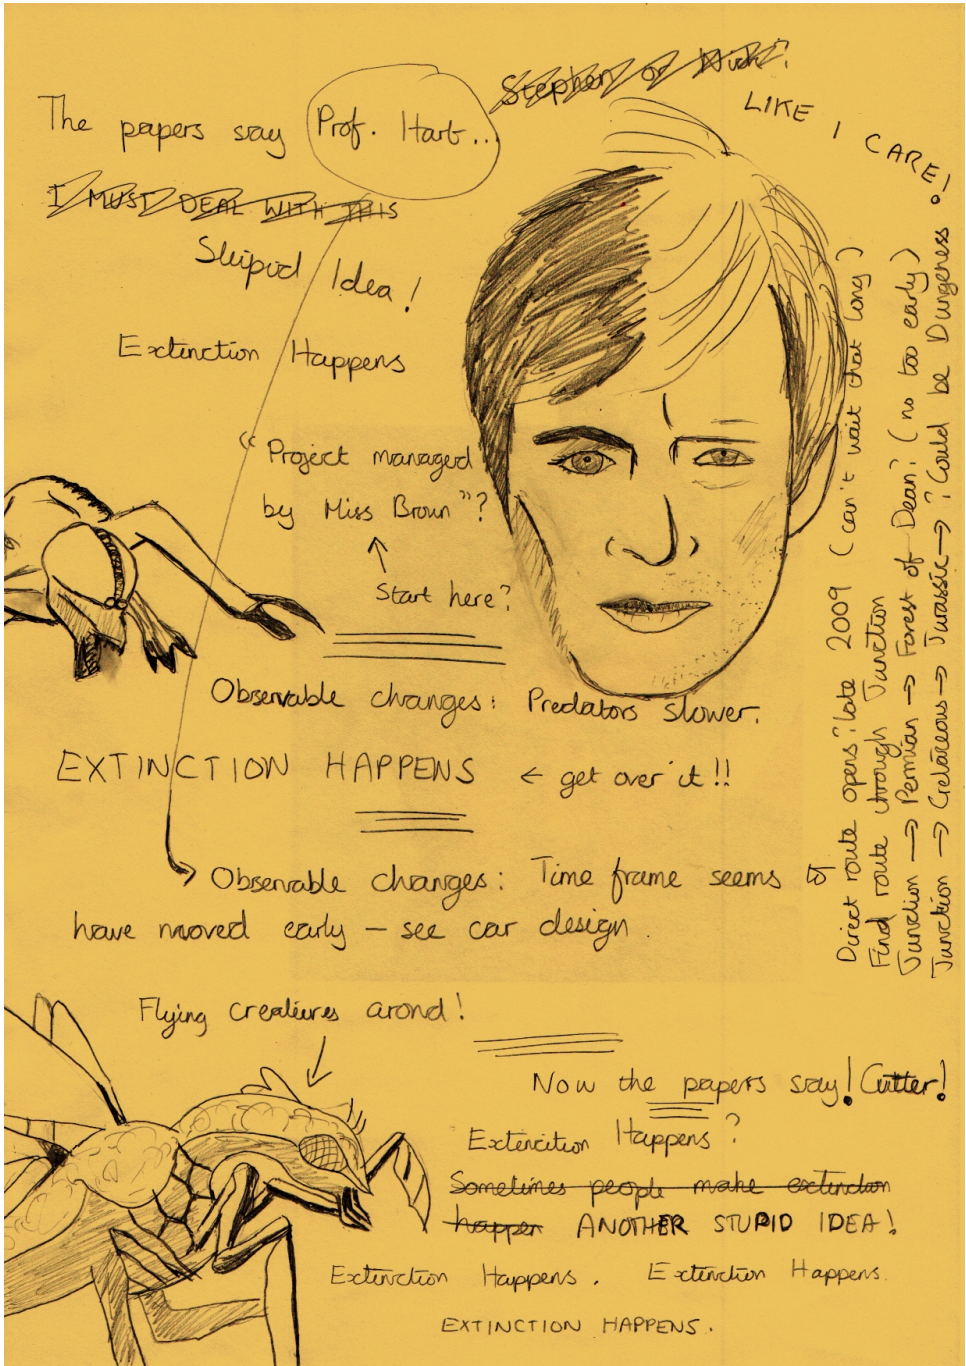 Stephen or Nick?
LIKE I CARE!
The papers say Prof. Hart...
I MUST DEAL WITH THIS
Stupid Idea!
Extinction Happens
"Project managed
by Miss Brown"?
Start here?
Observable changes: Predators slower.
EXTINCTION HAPPENS ← get over it!!
Observable changes: Time frame seems
have moved early – see car design.
Flying creatures arond!
Now the papers say! Cutter!
Extencition Happens?
Sometimes people make extinction
happen ANOTHER STUPID IDEA!
Extinction Happens. Extinction Happens.
EXTINCTION HAPPENS.
Direct route opens? late 2009 (can't wait that long)
Find route through Junction
Junction → Permian → Forest of Dean? (no too early)
Junction → Cretaceous → Jurassic → ? Could be Dungeness!